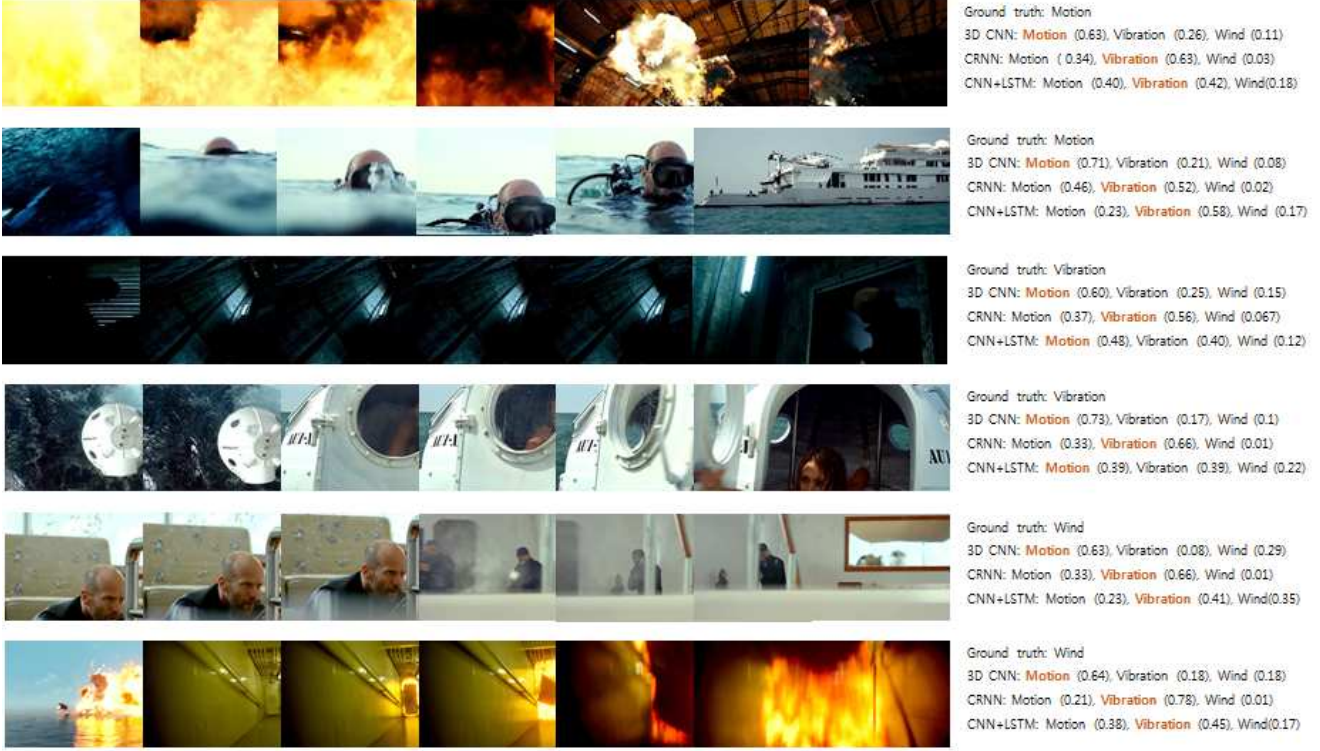 Ground truth: Motion
3D CNN: Motion (0.63), Vibration (0.26), Wind (0.11)
CRNN: Motion ( 0.34), Vibration (0.63), Wind (0.03)
CNN+LSTM: Motion (0.40), Vibration (0.42), Wind(0.18)
Ground truth: Motion
3D CNN: Motion (0.71), Vibration (0.21), Wind (0.08)
CRNN: Motion (0.46), Vibration (0.52), Wind (0.02)
CNN+LSTM: Motion (0.23), Vibration (0.58), Wind (0.17)
Ground truth: Vibration
3D CNN: Motion (0.60), Vibration (0.25), Wind (0.15)
CRNN: Motion (0.37), Vibration (0.56), Wind (0.067)
CNN+LSTM: Motion (0.48), Vibration (0.40), Wind (0.12)
Ground truth: Vibration
3D CNN: Motion (0.73), Vibration (0.17), Wind (0.1)
CRNN: Motion (0.33), Vibration (0.66), Wind (0.01)
CNN+LSTM: Motion (0.39), Vibration (0.39), Wind (0.22)
Ground truth: Wind
3D CNN: Motion (0.63), Vibration (0.08), Wind (0.29)
CRNN: Motion (0.33), Vibration (0.66), Wind (0.01)
CNN+LSTM: Motion (0.23), Vibration (0.41), Wind(0.35)
Ground truth: Wind
3D CNN: Motion (0.64), Vibration (0.18), Wind (0.18)
CRNN: Motion (0.21), Vibration (0.78), Wind (0.01)
CNN+LSTM: Motion (0.38), Vibration (0.45), Wind(0.17)